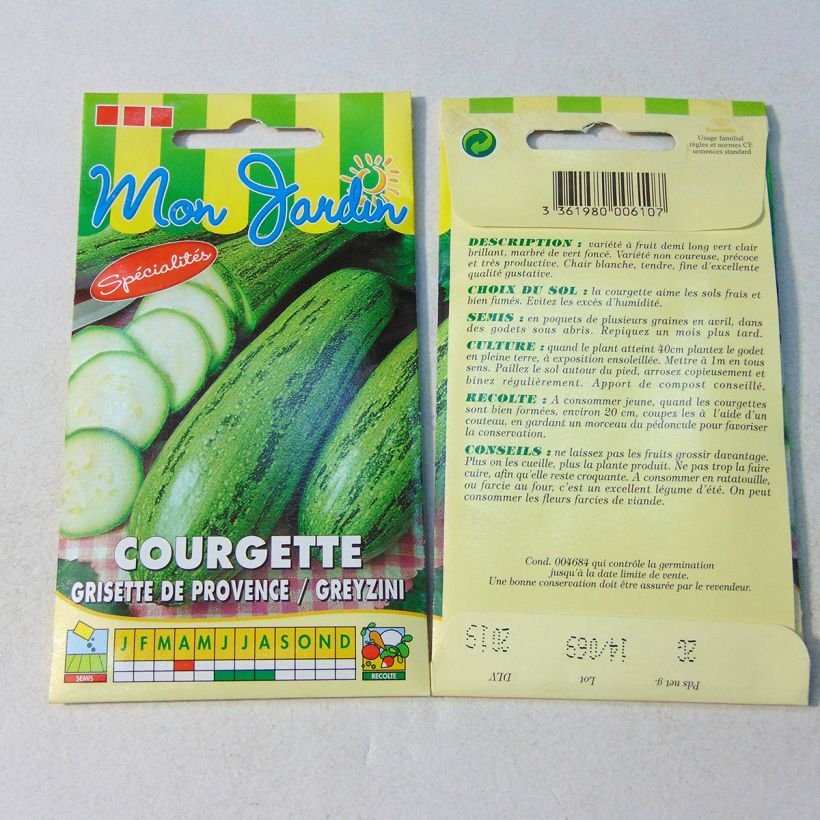 Mon Jardin
Spécialités
COURGETTE
GRISETTE DE PROVENCE / GREYZINI
J F M A M J J A S O N D
SEMIS
RECOLTE
Usage familial
règles et normes CE
semences standard
3 361980 006107
DESCRIPTION : variété à fruit demi long vert clair
brillant, marbré de vert foncé. Variété non coureuse, précoce
et très productive. Chair blanche, tendre, fine d'excellente
qualité gustative.
CHOIX DU SOL : la courgette aime les sols frais et
bien fumés. Evitez les excès d'humidité.
SEMIS : en poquets de plusieurs graines en avril, dans
des godets sous abris. Repiquez un mois plus tard.
CULTURE : quand le plant atteint 40cm plantez le godet
en pleine terre, à exposition ensoleillée. Mettre à 1m en tous
sens. Paillez le sol autour du pied, arrosez copieusement et
binez régulièrement. Apport de compost conseillé.
RECOLTE : A consommer jeune, quand les courgettes
sont bien formées, environ 20 cm, coupez les à l'aide d'un
couteau, en gardant un morceau du pédoncule pour favoriser
la conservation.
CONSEILS : ne laissez pas les fruits grossir davantage.
Plus on les cueille, plus la plante produit. Ne pas trop la faire
cuire, afin qu'elle reste croquante. A consommer en ratatouille,
ou farcie au four, c'est un excellent légume d'été. On peut
consommer les fleurs farcies de viande.
Cond. 004684 qui contrôle la germination
jusqu'à la date limite de vente.
Une bonne conservation doit être assurée par le revendeur.
Pds net g. 2G
Lot 14/069
DLV 2019